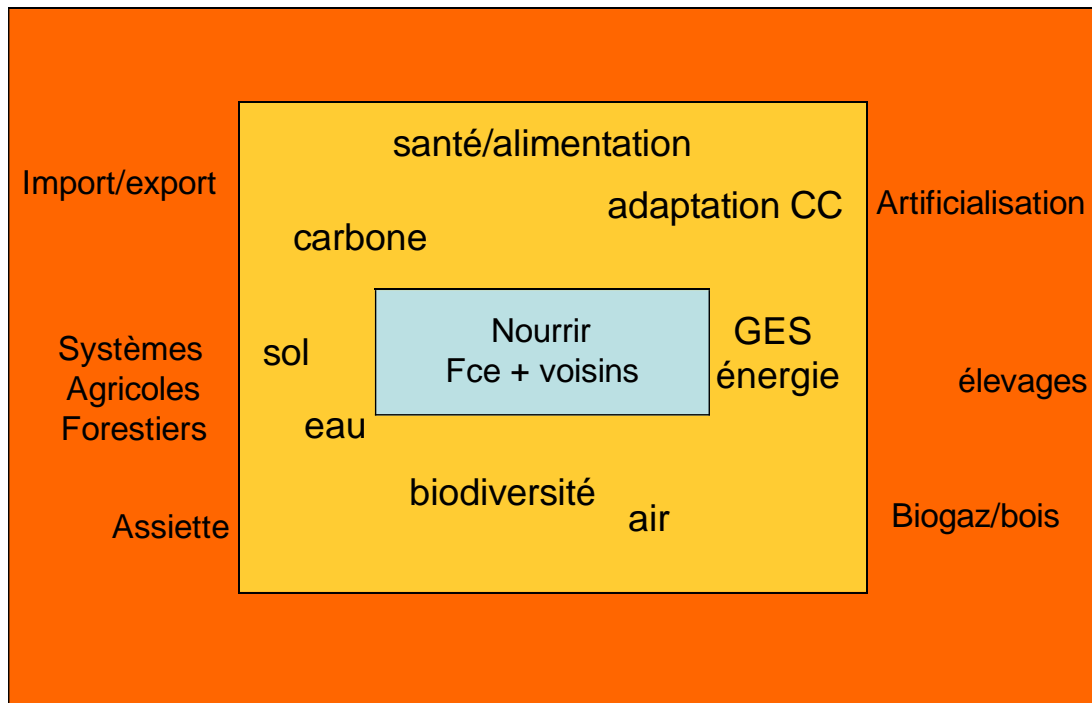 santé/alimentation
Import/export
adaptation CC
Artificialisation
carbone
Nourrir
Fce + voisins
GES
énergie
Systèmes
Agricoles
Forestiers
sol
élevages
eau
biodiversité
air
Assiette
Biogaz/bois